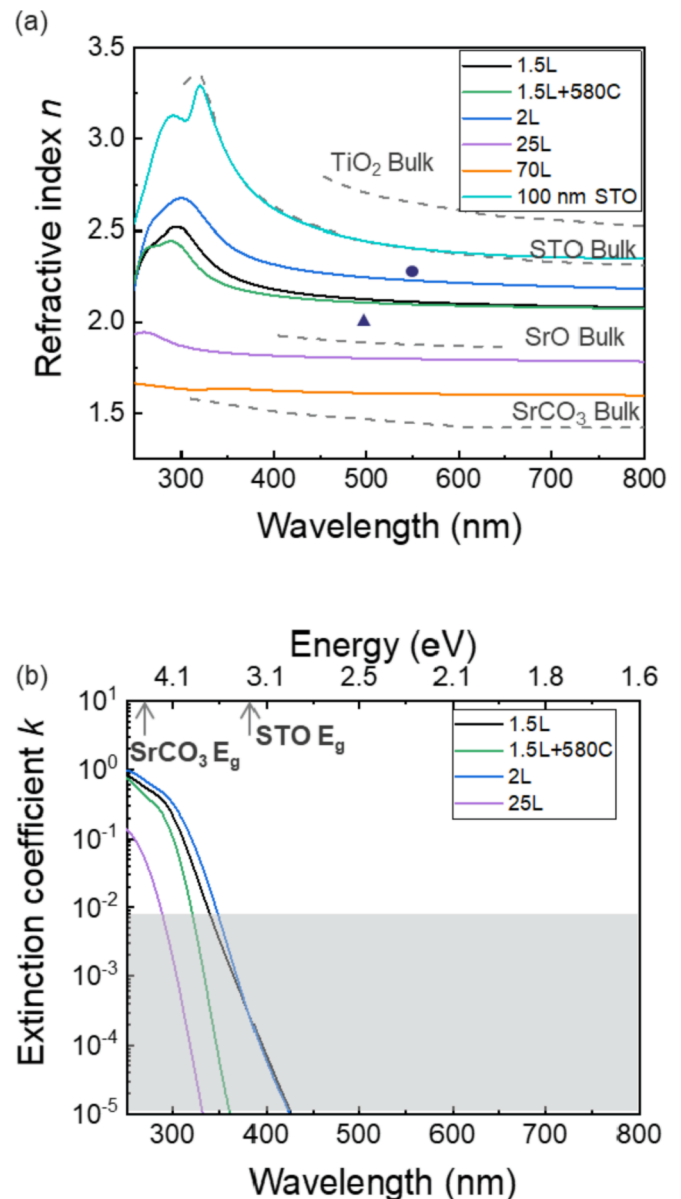 (a)
3.5
3.0
2.5
2.0
1.5
Refractive index n
1.5L
1.5L+580C
2L
25L
70L
100 nm STO
TiO₂ Bulk
STO Bulk
SrO Bulk
SrCO₃ Bulk
300 400 500 600 700 800
Wavelength (nm)
Energy (eV)
(b)
4.1 3.1 2.5 2.1 1.8 1.6
10¹
10⁰
10⁻¹
10⁻²
10⁻³
10⁻⁴
10⁻⁵
Extinction coefficient k
SrCO₃ Eg
STO Eg
1.5L
1.5L+580C
2L
25L
300 400 500 600 700 800
Wavelength (nm)